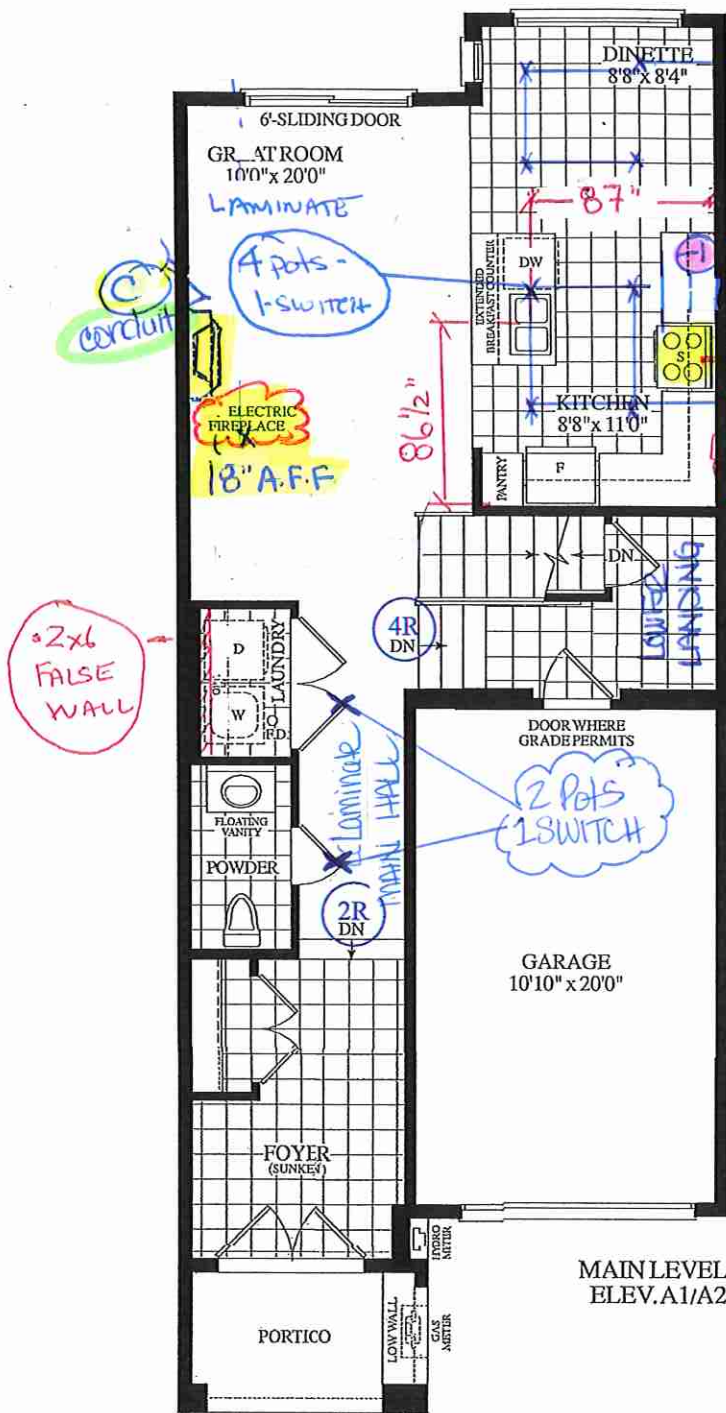 DINETTE
8'8"x 8'4"
6'-SLIDING DOOR
GR_AT ROOM
10'0"x 20'0"
LAMINATE
87"
4 pots -
1-SWITCH
C
conduit
EXTENDED
BREAKFAST COUNTER
DW
S
ELECTRIC
FIREPLACE
X
18" A.F.F
86 1/2"
KITCHEN
8'8"x 11'0"
PANTRY
F
DN
LANDING
4R
DN
• 2x6
FALSE
WALL
D
W
LAUNDRY
F.D.
DOOR WHERE
GRADE PERMITS
Laminate
MAIN HALL
2 Pots
1 SWITCH
FLOATING
VANITY
POWDER
2R
DN
GARAGE
10'10" x 20'0"
FOYER
(SUNKEN)
HYDRO
METER
MAIN LEVEL
ELEV.A1/A2
PORTICO
LOW WALL
GAS
METER